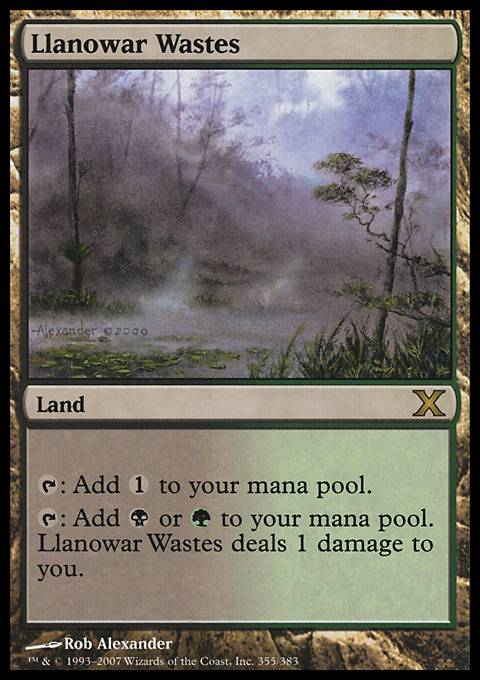 Llanowar Wastes
Alexander ©2000
Land
X
: Add 1 to your mana pool.
: Add or to your mana pool.
Llanowar Wastes deals 1 damage to
you.
Rob Alexander
™ & © 1993–2007 Wizards of the Coast, Inc. 355/383